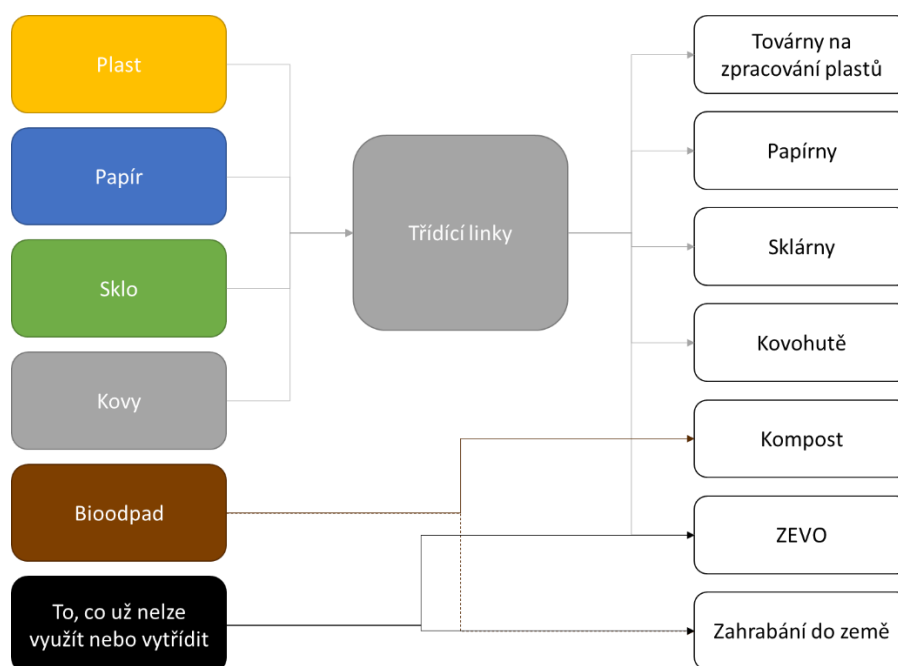 Plast
Papír
Sklo
Kovy
Bioodpad
To, co už nelze
využít nebo vytřídit
Třídící linky
Továrny na
zpracování plastů
Papírny
Sklárny
Kovohutě
Kompost
ZEVO
Zahrabání do země